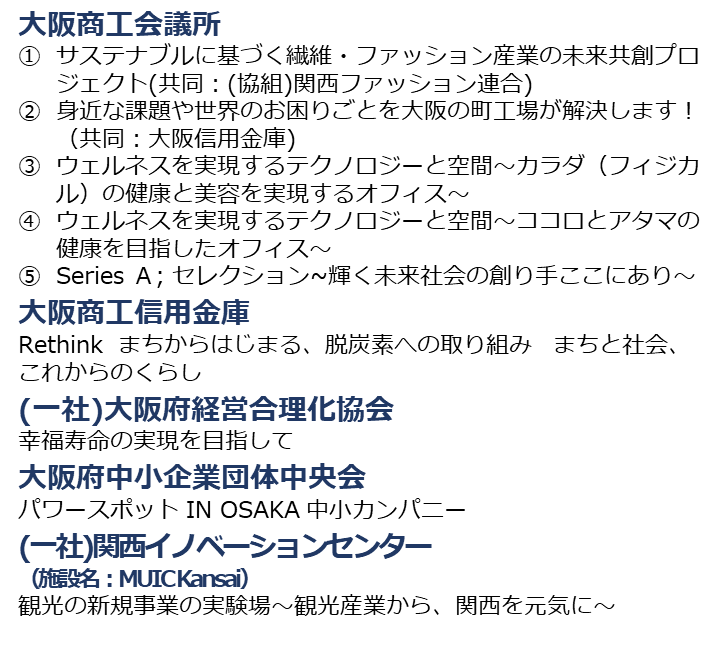 大阪商工会議所
① サステナブルに基づく繊維・ファッション産業の未来共創プロ
ジェクト(共同：(協組)関西ファッション連合)
② 身近な課題や世界のお困りごとを大阪の町工場が解決します！
（共同：大阪信用金庫)
③ ウェルネスを実現するテクノロジーと空間～カラダ（フィジカ
ル）の健康と美容を実現するオフィス～
④ ウェルネスを実現するテクノロジーと空間～ココロとアタマの
健康を目指したオフィス～
⑤ Series A；セレクション~輝く未来社会の創り手ここにあり～
大阪商工信用金庫
Rethink まちからはじまる、脱炭素への取り組み　まちと社会、
これからのくらし
(一社)大阪府経営合理化協会
幸福寿命の実現を目指して
大阪府中小企業団体中央会
パワースポット IN OSAKA 中小カンパニー
(一社)関西イノベーションセンター
（施設名：MUIC Kansai）
観光の新規事業の実験場～観光産業から、関西を元気に～